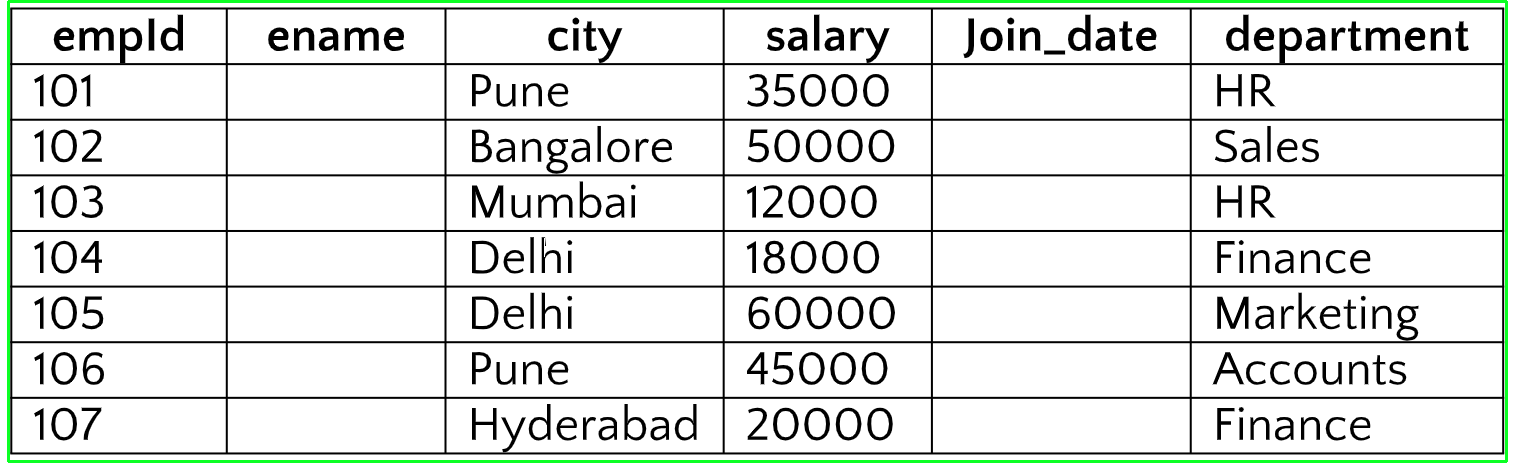 empId ename city salary Join_date department
101 Pune 35000 HR
102 Bangalore 50000 Sales
103 Mumbai 12000 HR
104 Delhi 18000 Finance
105 Delhi 60000 Marketing
106 Pune 45000 Accounts
107 Hyderabad 20000 Finance